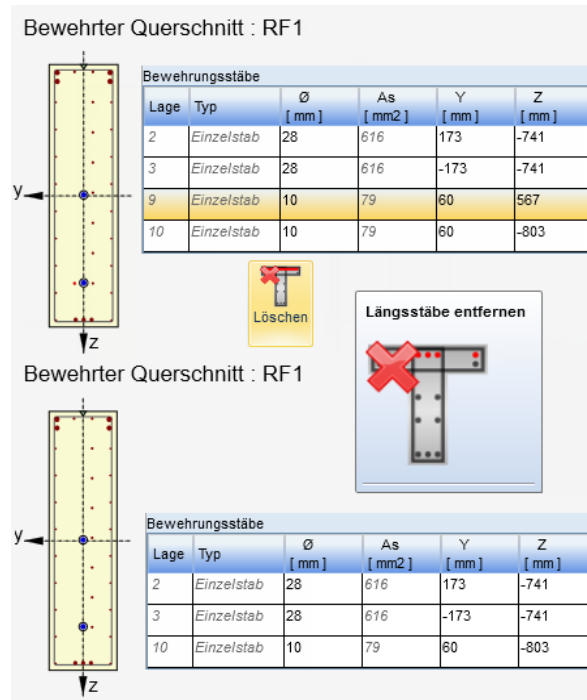 Bewehrter Querschnitt : RF1
Bewehrungsstäbe
Lage Typ Ø [ mm ] As [ mm2 ] Y [ mm ] Z [ mm ]
2 Einzelstab 28 616 173 -741
3 Einzelstab 28 616 -173 -741
9 Einzelstab 10 79 60 567
10 Einzelstab 10 79 60 -803
y
z
Löschen
Längsstäbe entfernen
Bewehrter Querschnitt : RF1
Bewehrungsstäbe
Lage Typ Ø [ mm ] As [ mm2 ] Y [ mm ] Z [ mm ]
2 Einzelstab 28 616 173 -741
3 Einzelstab 28 616 -173 -741
10 Einzelstab 10 79 60 -803
y
z